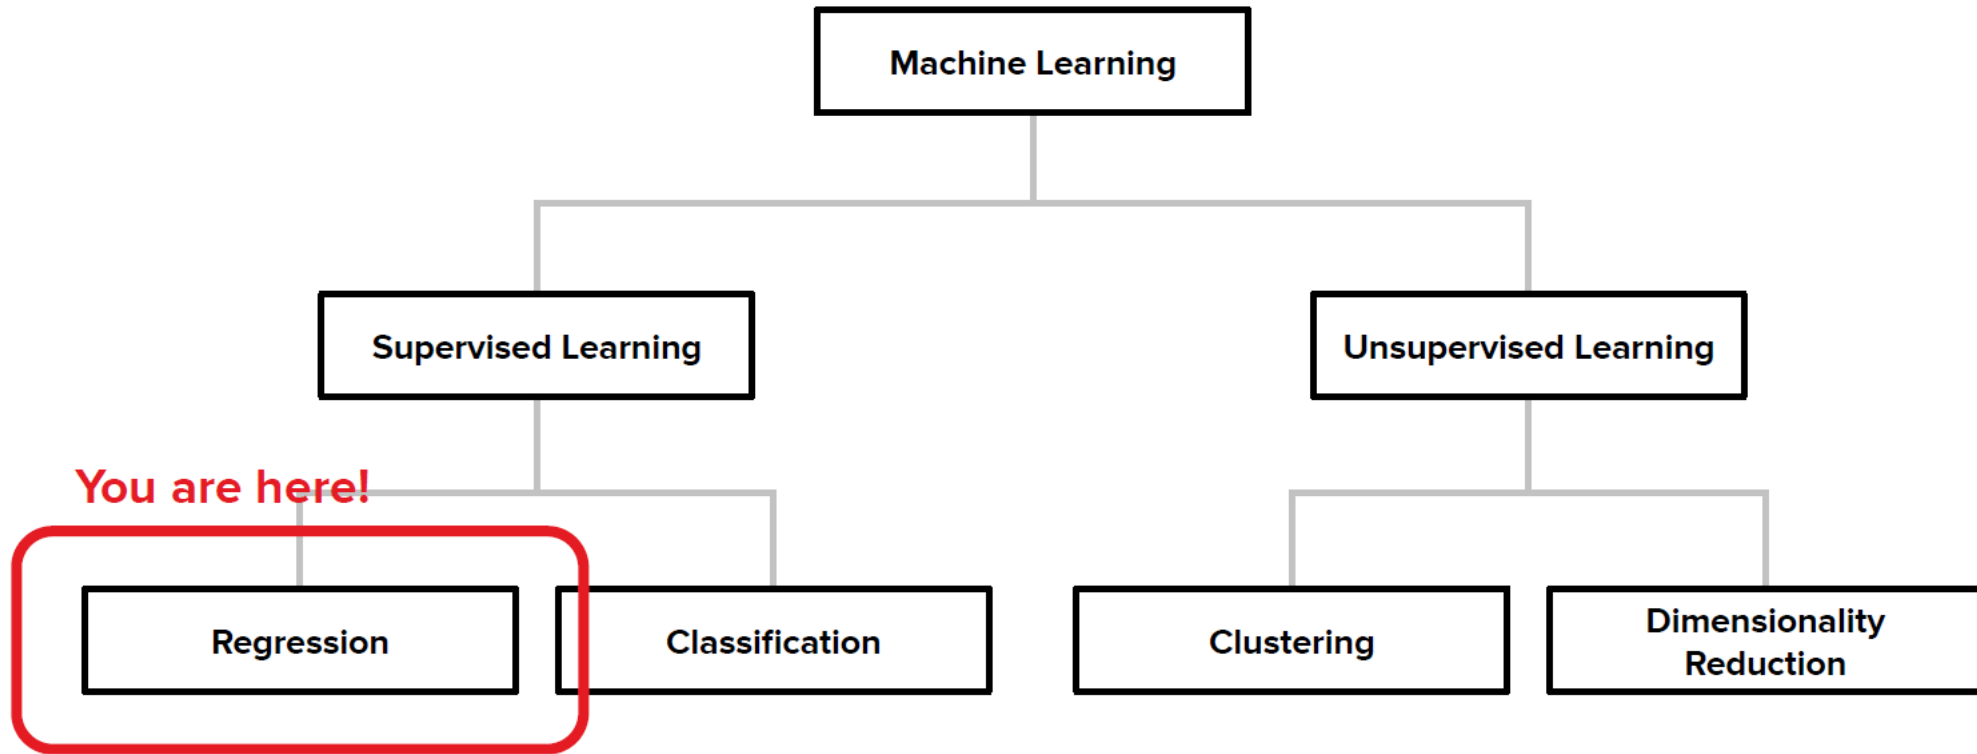 Machine Learning
Supervised Learning
Unsupervised Learning
You are here!
Regression
Classification
Clustering
Dimensionality
Reduction